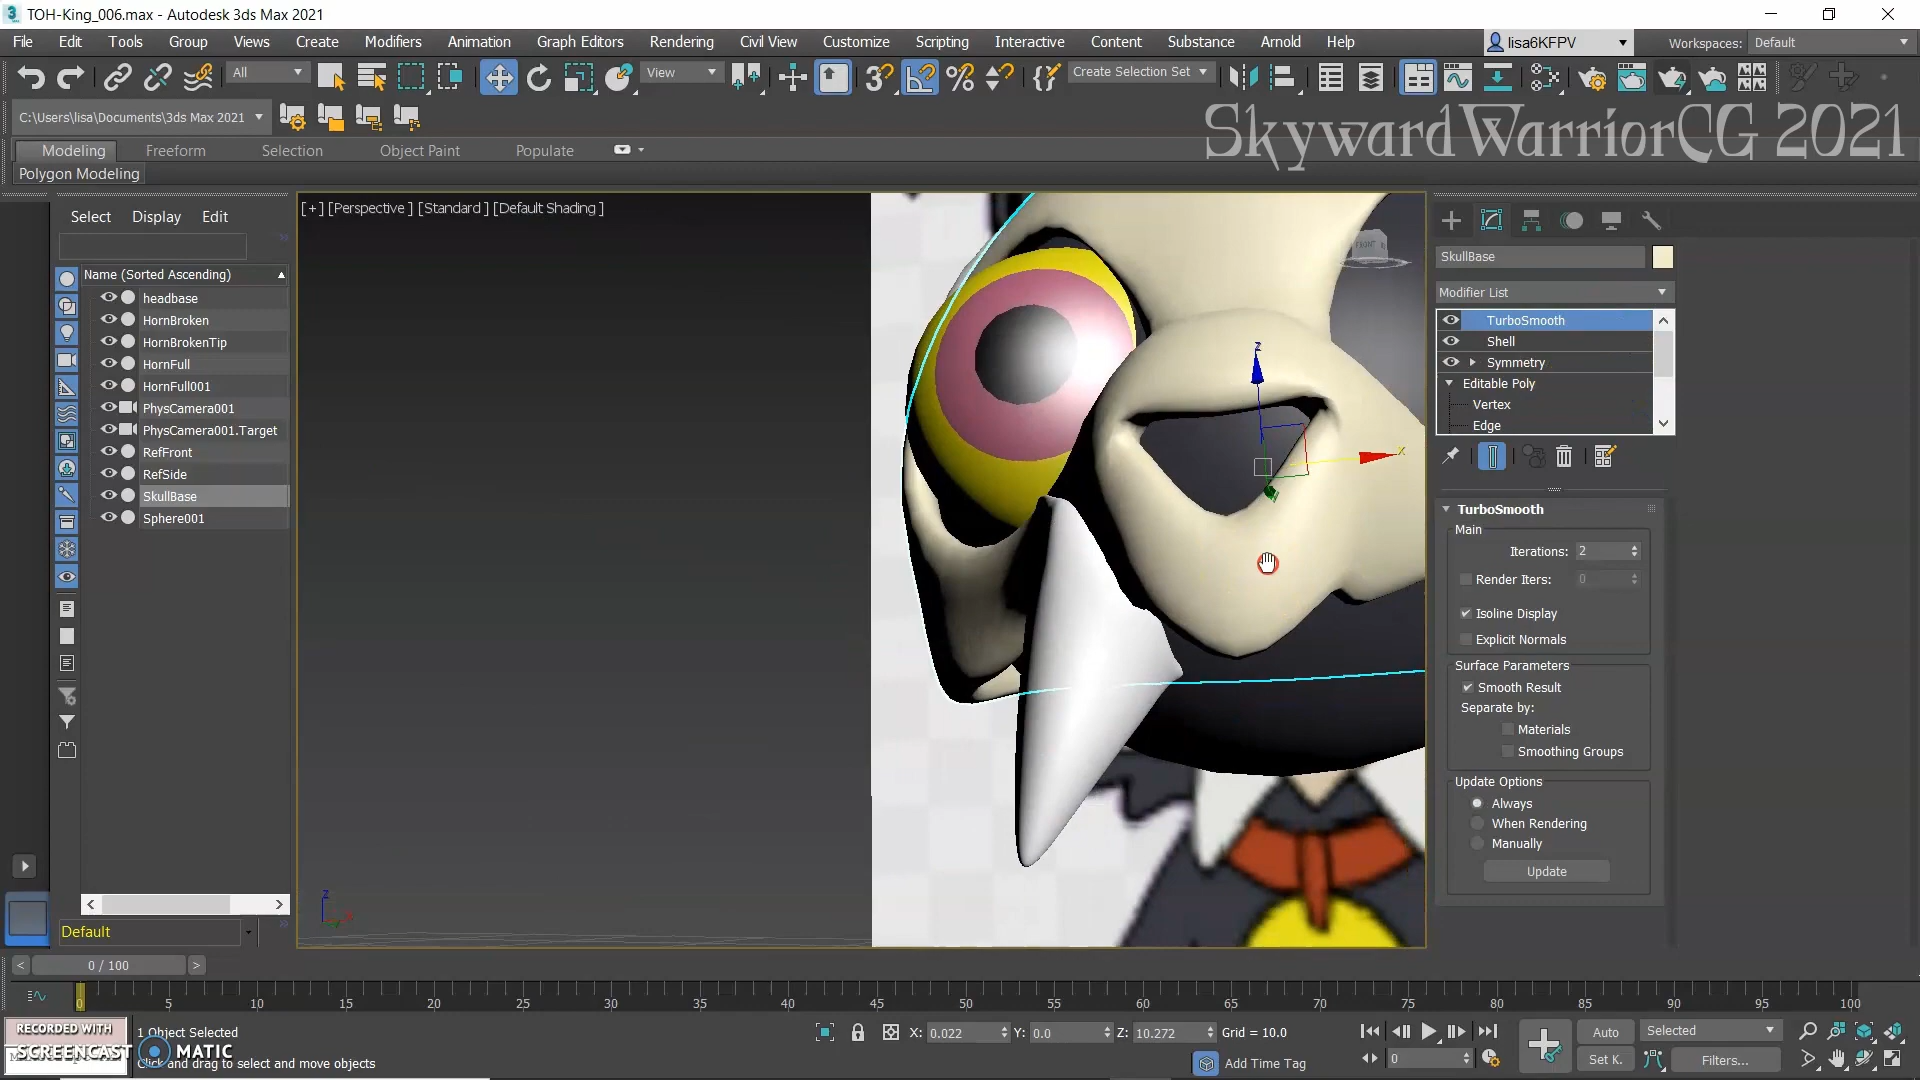 TOH-King_006.max - Autodesk 3ds Max 2021
File Edit Tools Group Views Create Modifiers Animation Graph Editors Rendering Civil View Customize Scripting Interactive Content Substance Arnold Help lisa6KFPV Workspaces: Default
All View Create Selection Set
C:\Users\lisa\Documents\3ds Max 2021
SkywardWarriorCG 2021
Modeling Freeform Selection Object Paint Populate
Polygon Modeling
Select Display Edit
[+] [Perspective] [Standard] [Default Shading]
Name (Sorted Ascending)
headbase
HornBroken
HornBrokenTip
HornFull
HornFull001
PhysCamera001
PhysCamera001.Target
RefFront
RefSide
SkullBase
Sphere001
Default
FRONT
z
x
z
x
SkullBase
Modifier List
TurboSmooth
Shell
Symmetry
Editable Poly
Vertex
Edge
TurboSmooth
Main
Iterations: 2
Render Iters: 0
Isoline Display
Explicit Normals
Surface Parameters
Smooth Result
Separate by:
Materials
Smoothing Groups
Update Options
Always
When Rendering
Manually
Update
0 / 100
0 5 10 15 20 25 30 35 40 45 50 55 60 65 70 75 80 85 90 95 100
RECORDED WITH
SCREENCAST MATIC
1 Object Selected
Click and drag to select and move objects
X: 0.022 Y: 0.0 Z: 10.272 Grid = 10.0
Add Time Tag
0
Auto Selected
Set K. Filters...